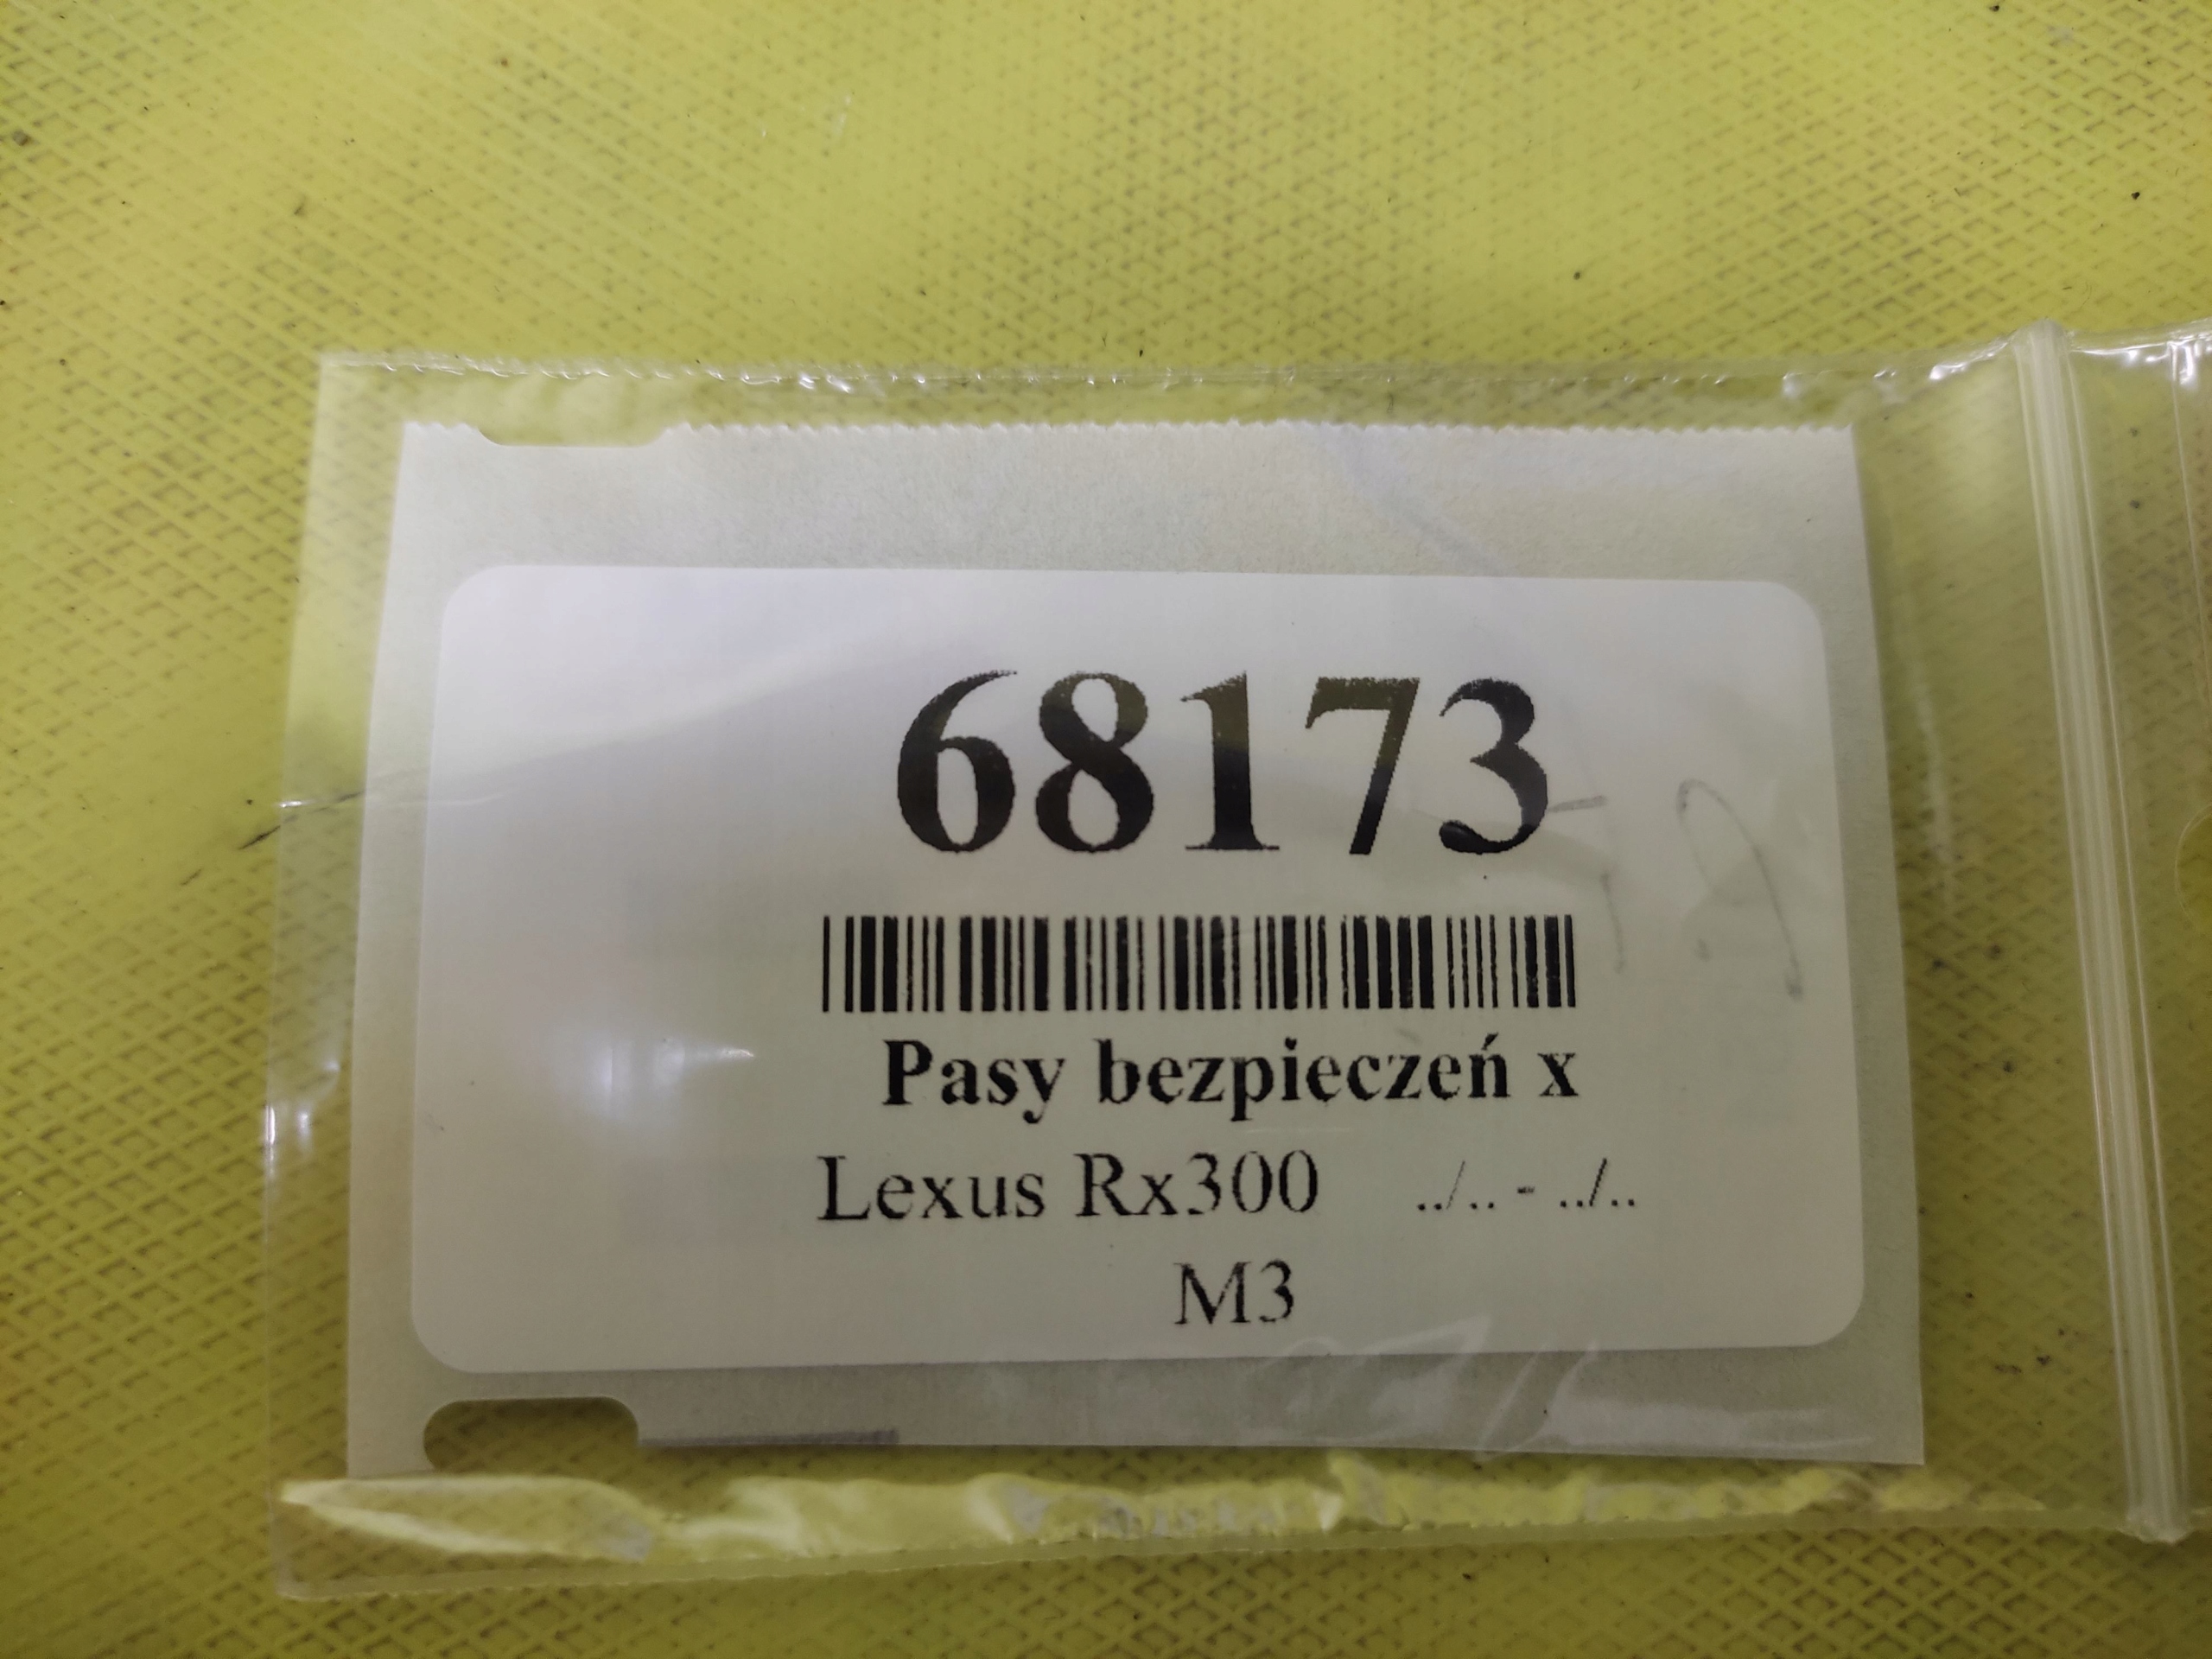 68173
Pasy bezpieczeń x
Lexus Rx300 ../.. - ../..
M3